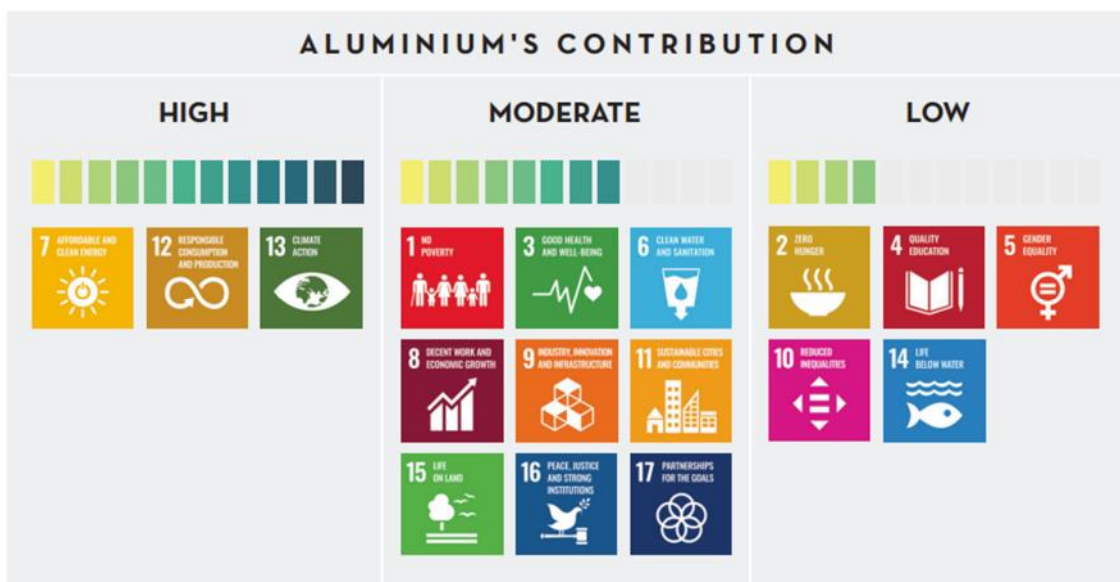 ALUMINIUM'S CONTRIBUTION
HIGH
7 AFFORDABLE AND
CLEAN ENERGY
12 RESPONSIBLE
CONSUMPTION
AND PRODUCTION
13 CLIMATE
ACTION
MODERATE
1 NO
POVERTY
3 GOOD HEALTH
AND WELL-BEING
6 CLEAN WATER
AND SANITATION
8 DECENT WORK AND
ECONOMIC GROWTH
9 INDUSTRY, INNOVATION
AND INFRASTRUCTURE
11 SUSTAINABLE CITIES
AND COMMUNITIES
15 LIFE
ON LAND
16 PEACE, JUSTICE
AND STRONG
INSTITUTIONS
17 PARTNERSHIPS
FOR THE GOALS
LOW
2 ZERO
HUNGER
4 QUALITY
EDUCATION
5 GENDER
EQUALITY
10 REDUCED
INEQUALITIES
14 LIFE
BELOW WATER